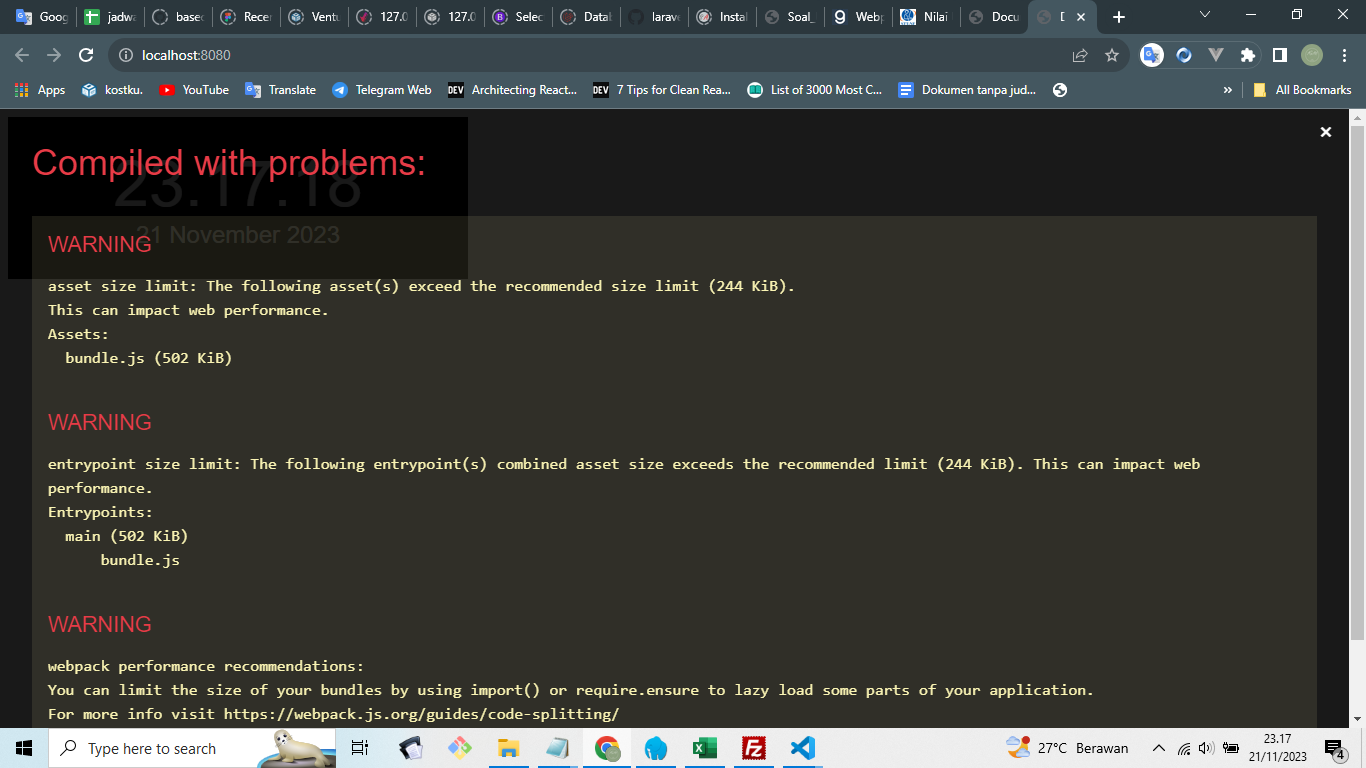 Goog
jadwa
based
Recen
Ventu
127.0
127.0
Selec
Datab
larave
Instal
Soal_
Webp
Nilai
Docu
D
localhost:8080
Apps
kostku.
YouTube
Translate
Telegram Web
DEV
Architecting React...
DEV
7 Tips for Clean Rea...
List of 3000 Most C...
Dokumen tanpa jud...
»
All Bookmarks
Compiled with problems:
23.17.18
21 November 2023
WARNING
asset size limit: The following asset(s) exceed the recommended size limit (244 KiB).
This can impact web performance.
Assets:
bundle.js (502 KiB)
WARNING
entrypoint size limit: The following entrypoint(s) combined asset size exceeds the recommended limit (244 KiB). This can impact web
performance.
Entrypoints:
main (502 KiB)
bundle.js
WARNING
webpack performance recommendations:
You can limit the size of your bundles by using import() or require.ensure to lazy load some parts of your application.
For more info visit https://webpack.js.org/guides/code-splitting/
Type here to search
27°C Berawan
23.17
21/11/2023
4